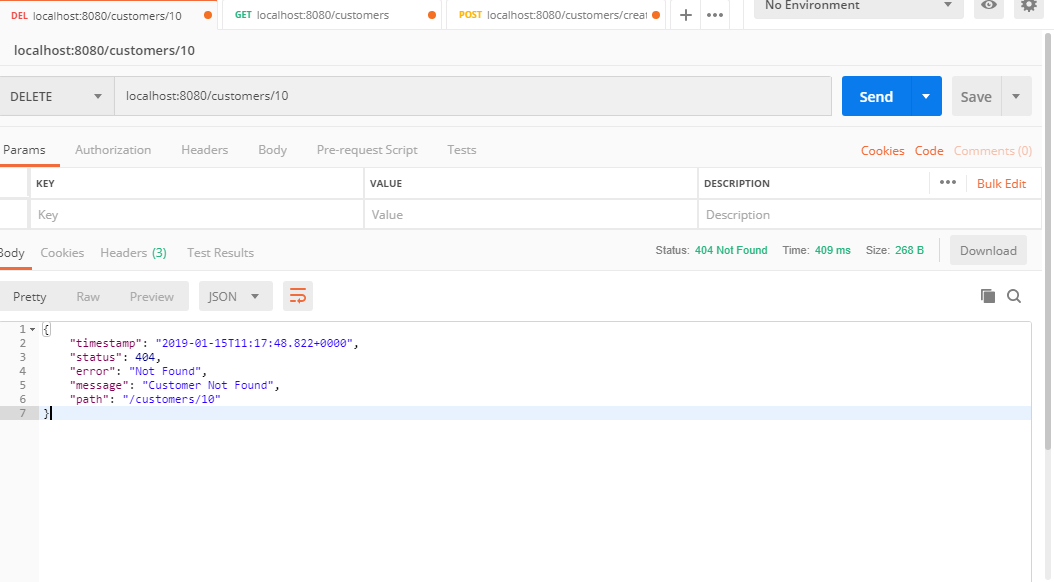 DEL localhost:8080/customers/10 GET localhost:8080/customers POST localhost:8080/customers/creat + ••• No Environment
localhost:8080/customers/10
DELETE localhost:8080/customers/10 Send Save
Params Authorization Headers Body Pre-request Script Tests Cookies Code Comments (0)
KEY VALUE DESCRIPTION ••• Bulk Edit
Key Value Description
Body Cookies Headers (3) Test Results Status: 404 Not Found Time: 409 ms Size: 268 B Download
Pretty Raw Preview JSON
1 {
2 "timestamp": "2019-01-15T11:17:48.822+0000",
3 "status": 404,
4 "error": "Not Found",
5 "message": "Customer Not Found",
6 "path": "/customers/10"
7 }